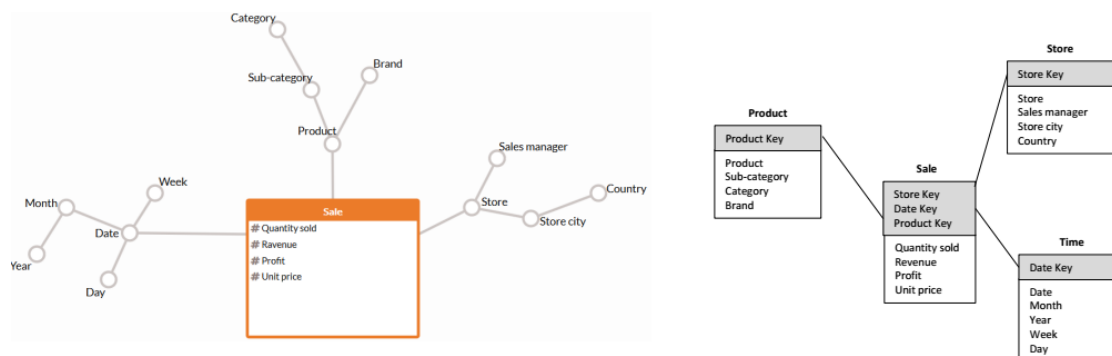 Category
Sub-category
Brand
Product
Sales manager
Country
Store
Store city
Week
Month
Date
Year
Day
Sale
# Quantity sold
# Ravenue
# Profit
# Unit price
Product
Product Key
Product
Sub-category
Category
Brand
Sale
Store Key
Date Key
Product Key
Quantity sold
Revenue
Profit
Unit price
Store
Store Key
Store
Sales manager
Store city
Country
Time
Date Key
Date
Month
Year
Week
Day